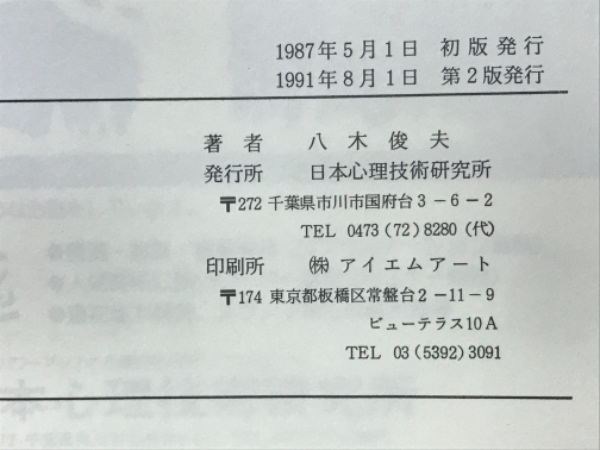 1987年5月1日 初版発行
1991年8月1日 第2版発行
著者 八木俊夫
発行所 日本心理技術研究所
〒272 千葉県市川市国府台3-6-2
TEL 0473(72)8280(代)
印刷所 ㈱アイエムアート
〒174 東京都板橋区常盤台2-11-9
ビューテラス10A
TEL 03(5392)3091